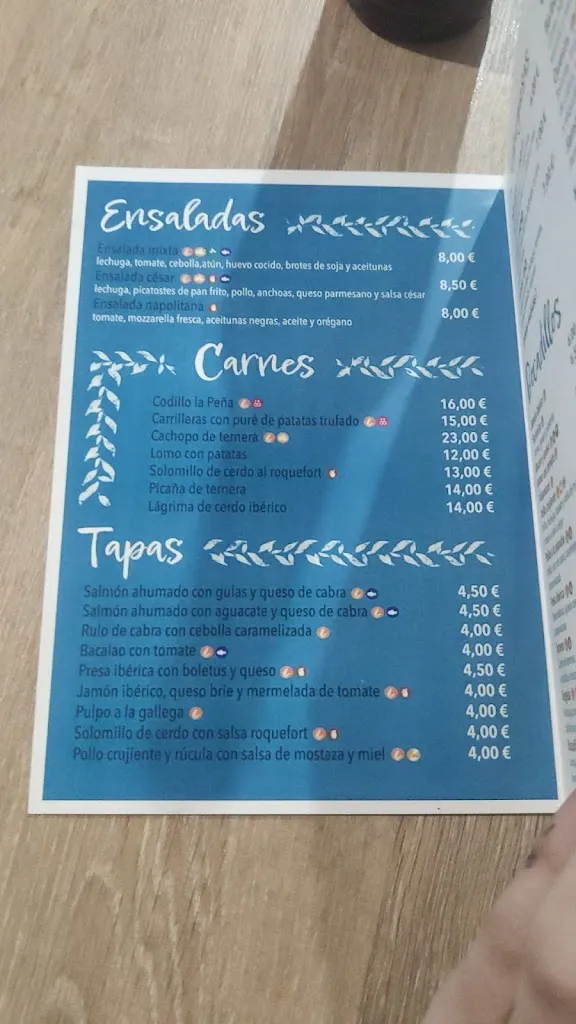 Ensaladas
Ensalada mixta
lechuga, tomate, cebolla,atún, huevo cocido, brotes de soja y aceitunas
8,00 €
Ensalada césar
lechuga, picatostes de pan frito, pollo, anchoas, queso parmesano y salsa césar
8,50 €
Ensalada napolitana
tomate, mozzarella fresca, aceitunas negras, aceite y orégano
8,00 €
Carnes
Codillo la Peña 16,00 €
Carrilleras con puré de patatas trufado 15,00 €
Cachopo de ternera 23,00 €
Lomo con patatas 12,00 €
Solomillo de cerdo al roquefort 13,00 €
Picaña de ternera 14,00 €
Lágrima de cerdo ibérico 14,00 €
Tapas
Salmón ahumado con gulas y queso de cabra 4,50 €
Salmón ahumado con aguacate y queso de cabra 4,50 €
Rulo de cabra con cebolla caramelizada 4,00 €
Bacalao con tomate 4,00 €
Presa ibérica con boletus y queso 4,50 €
Jamón ibérico, queso brie y mermelada de tomate 4,00 €
Pulpo a la gallega 4,00 €
Solomillo de cerdo con salsa roquefort 4,00 €
Pollo crujiente y rúcula con salsa de mostaza y miel 4,00 €